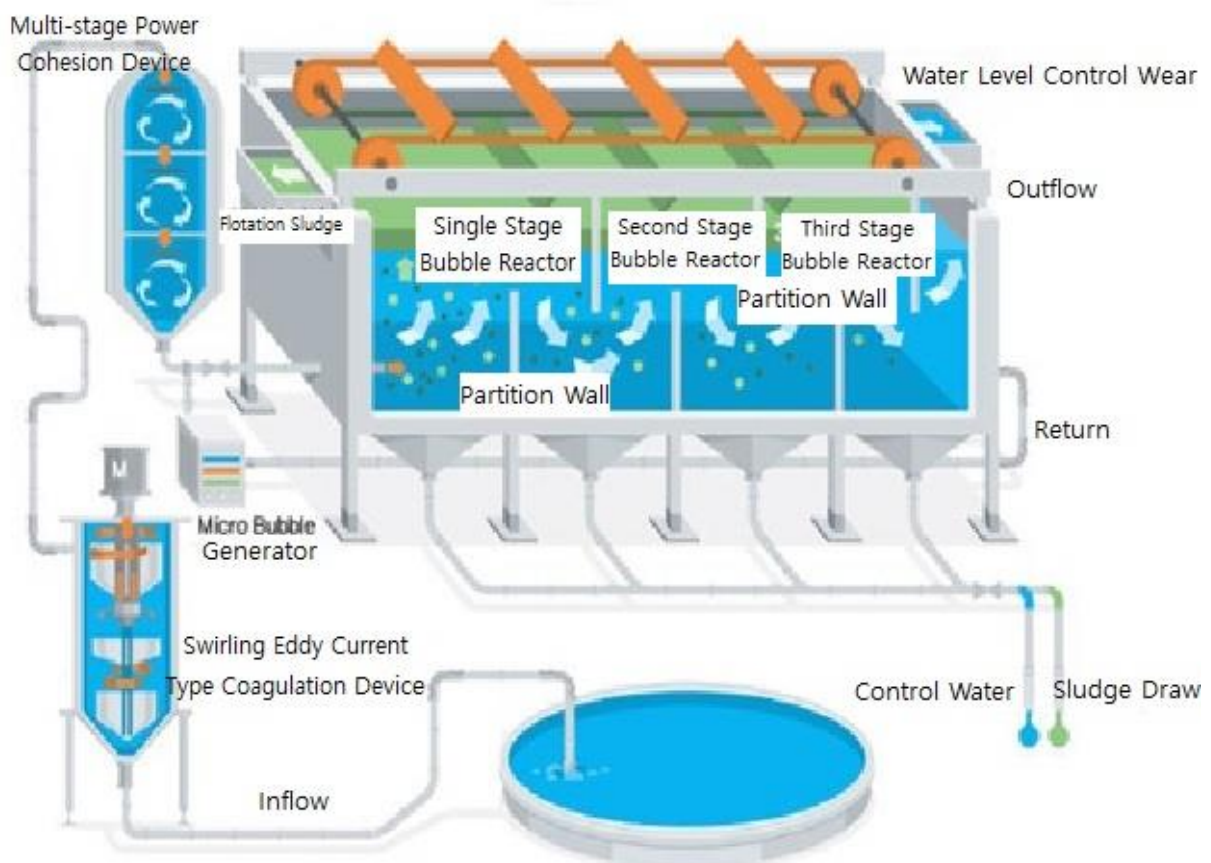 Multi-stage Power
Cohesion Device
Water Level Control Wear
Outflow
Flotation Sludge
Single Stage
Bubble Reactor
Second Stage
Bubble Reactor
Third Stage
Bubble Reactor
Partition Wall
Partition Wall
Return
M
Micro Bubble
Generator
Swirling Eddy Current
Type Coagulation Device
Control Water
Sludge Draw
Inflow